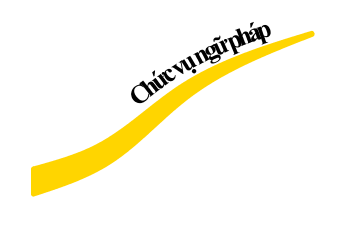 Chức vụ ngữ pháp